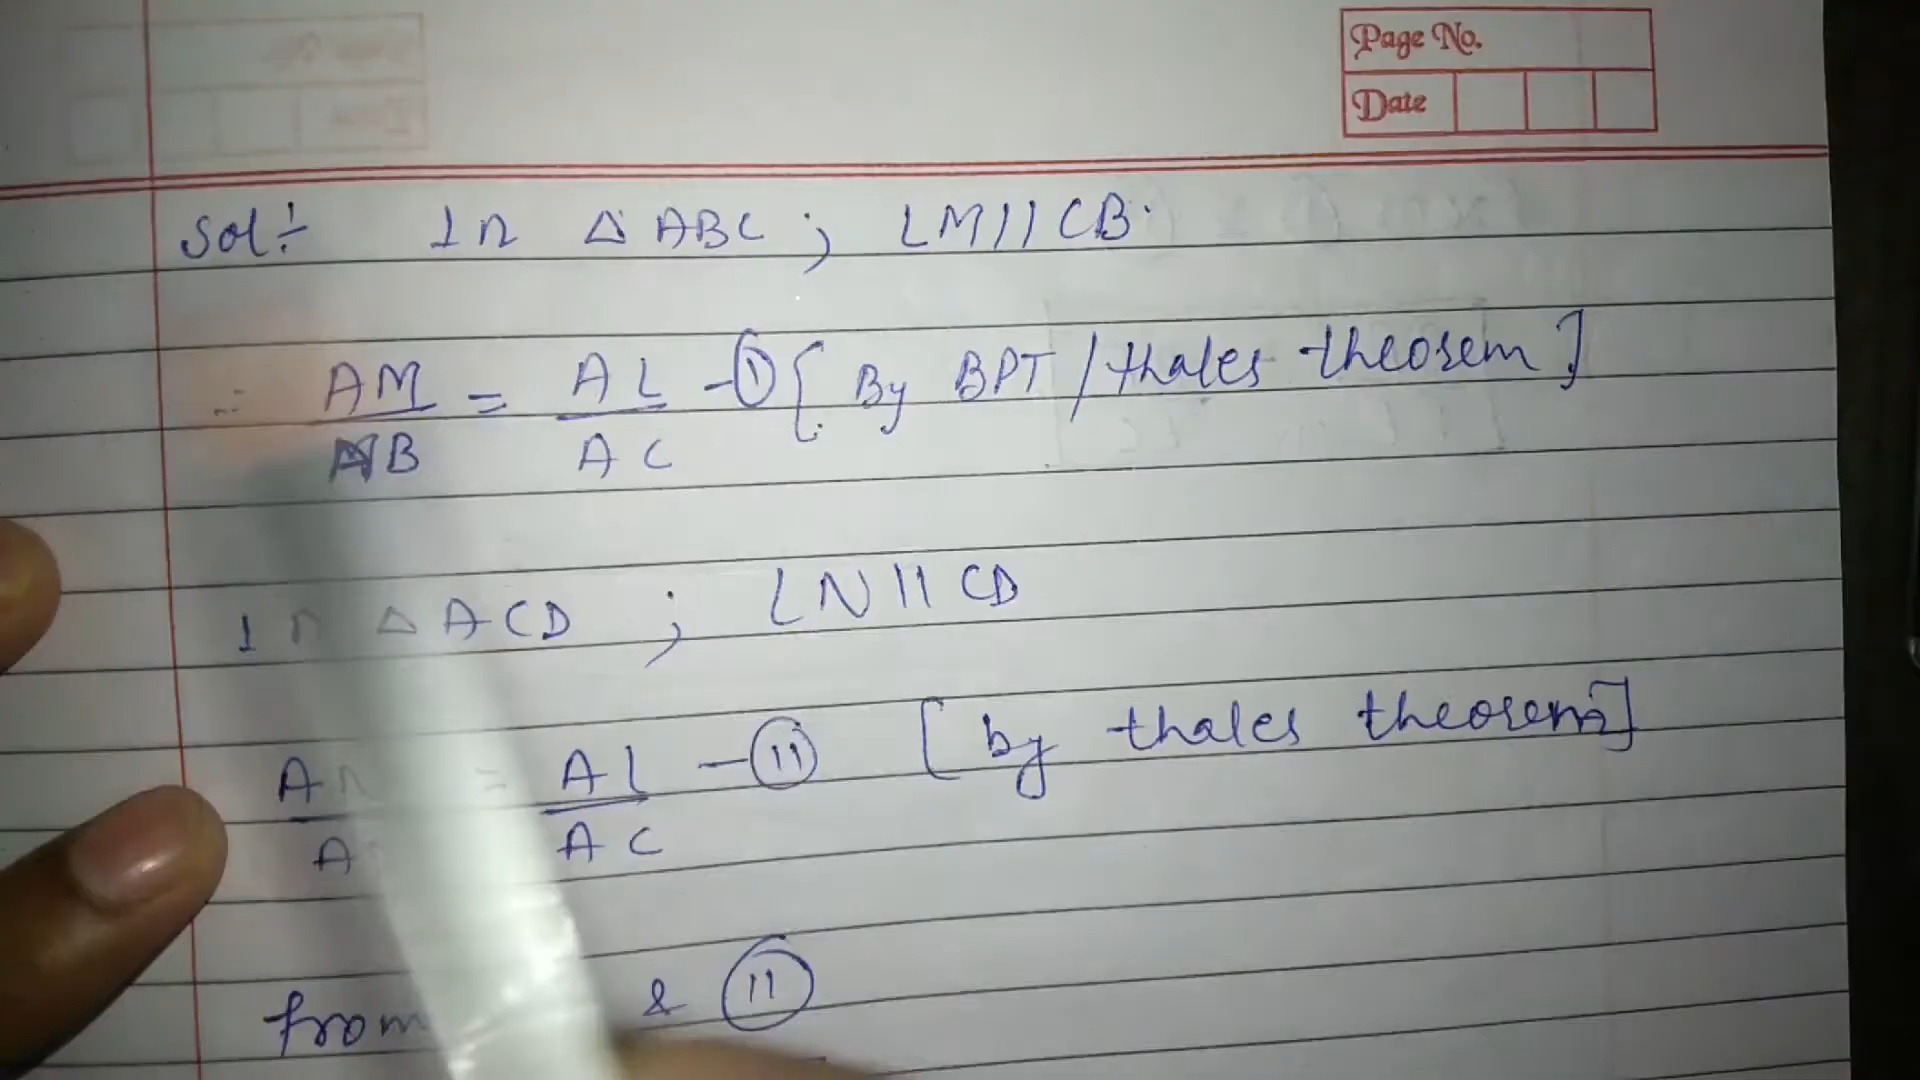 Page No.
Date
Sol:- In △ ABC ; LM || CB.
∴ AM/AB = AL/AC - (I) [By BPT / thales theorem]
In △ ACD ; LN || CD
= AL/AC - (II) [by thales theorem]
from & (II)